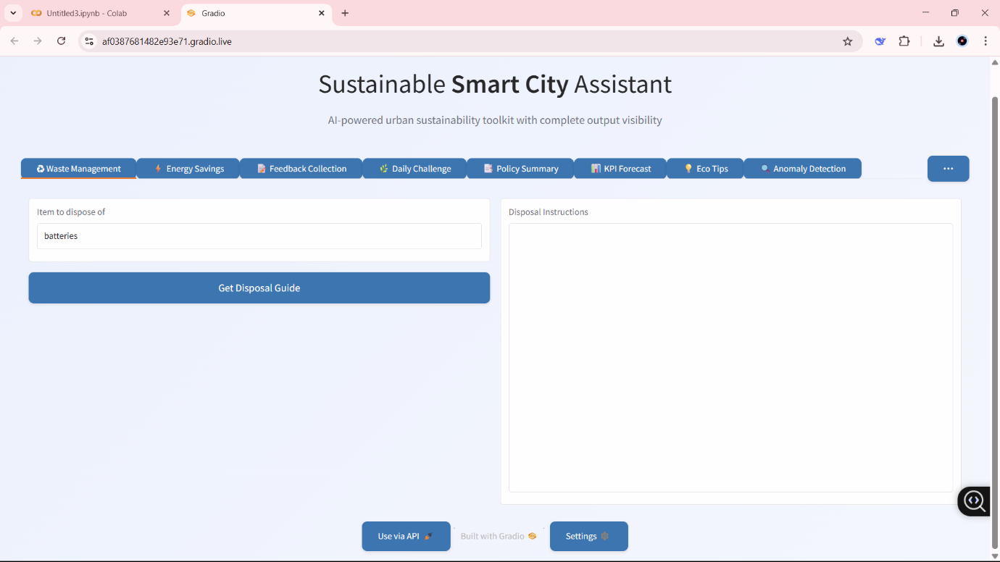 Untitled3.ipynb - Colab
Gradio
af0387681482e93e71.gradio.live
Sustainable Smart City Assistant
AI-powered urban sustainability toolkit with complete output visibility
Waste Management Energy Savings Feedback Collection Daily Challenge Policy Summary KPI Forecast Eco Tips Anomaly Detection ...
Item to dispose of
batteries
Get Disposal Guide
Disposal Instructions
Use via API · Built with Gradio · Settings